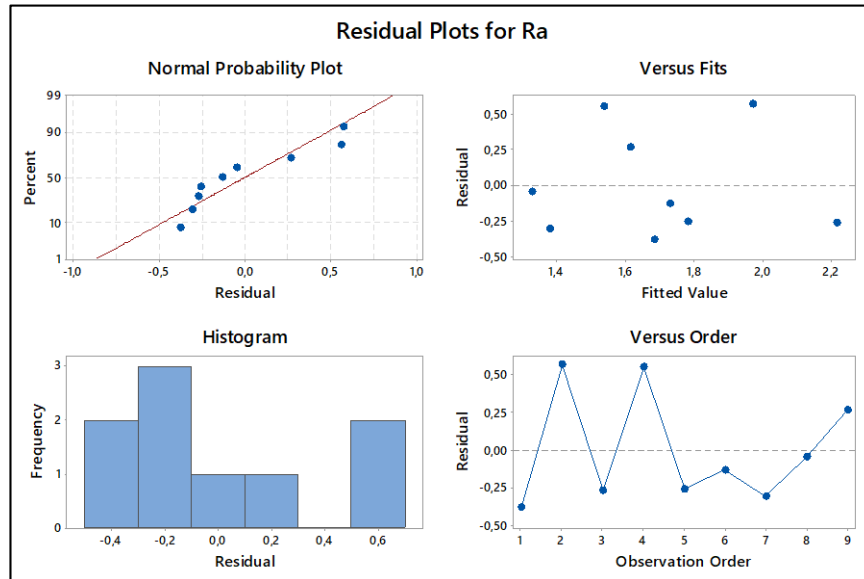 Residual Plots for Ra
Normal Probability Plot
99
90
50
10
1
Percent
-1,0 -0,5 0,0 0,5 1,0
Residual
Versus Fits
0,50
0,25
0,00
-0,25
-0,50
Residual
1,4 1,6 1,8 2,0 2,2
Fitted Value
Histogram
3
2
1
0
Frequency
-0,4 -0,2 0,0 0,2 0,4 0,6
Residual
Versus Order
0,50
0,25
0,00
-0,25
-0,50
Residual
1 2 3 4 5 6 7 8 9
Observation Order